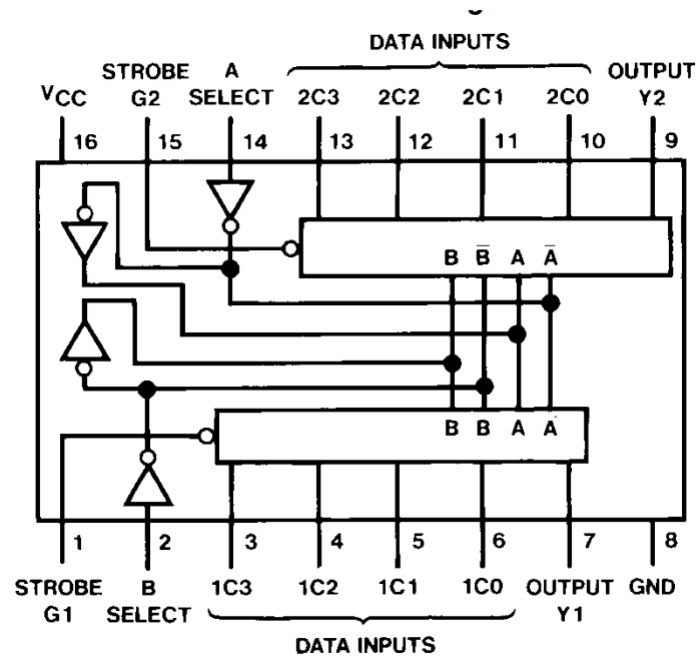 DATA INPUTS
STROBE A OUTPUT
VCC G2 SELECT 2C3 2C2 2C1 2C0 Y2
16 15 14 13 12 11 10 9
B B̅ A A̅
B B A A
1 2 3 4 5 6 7 8
STROBE B 1C3 1C2 1C1 1C0 OUTPUT GND
G1 SELECT Y1
DATA INPUTS